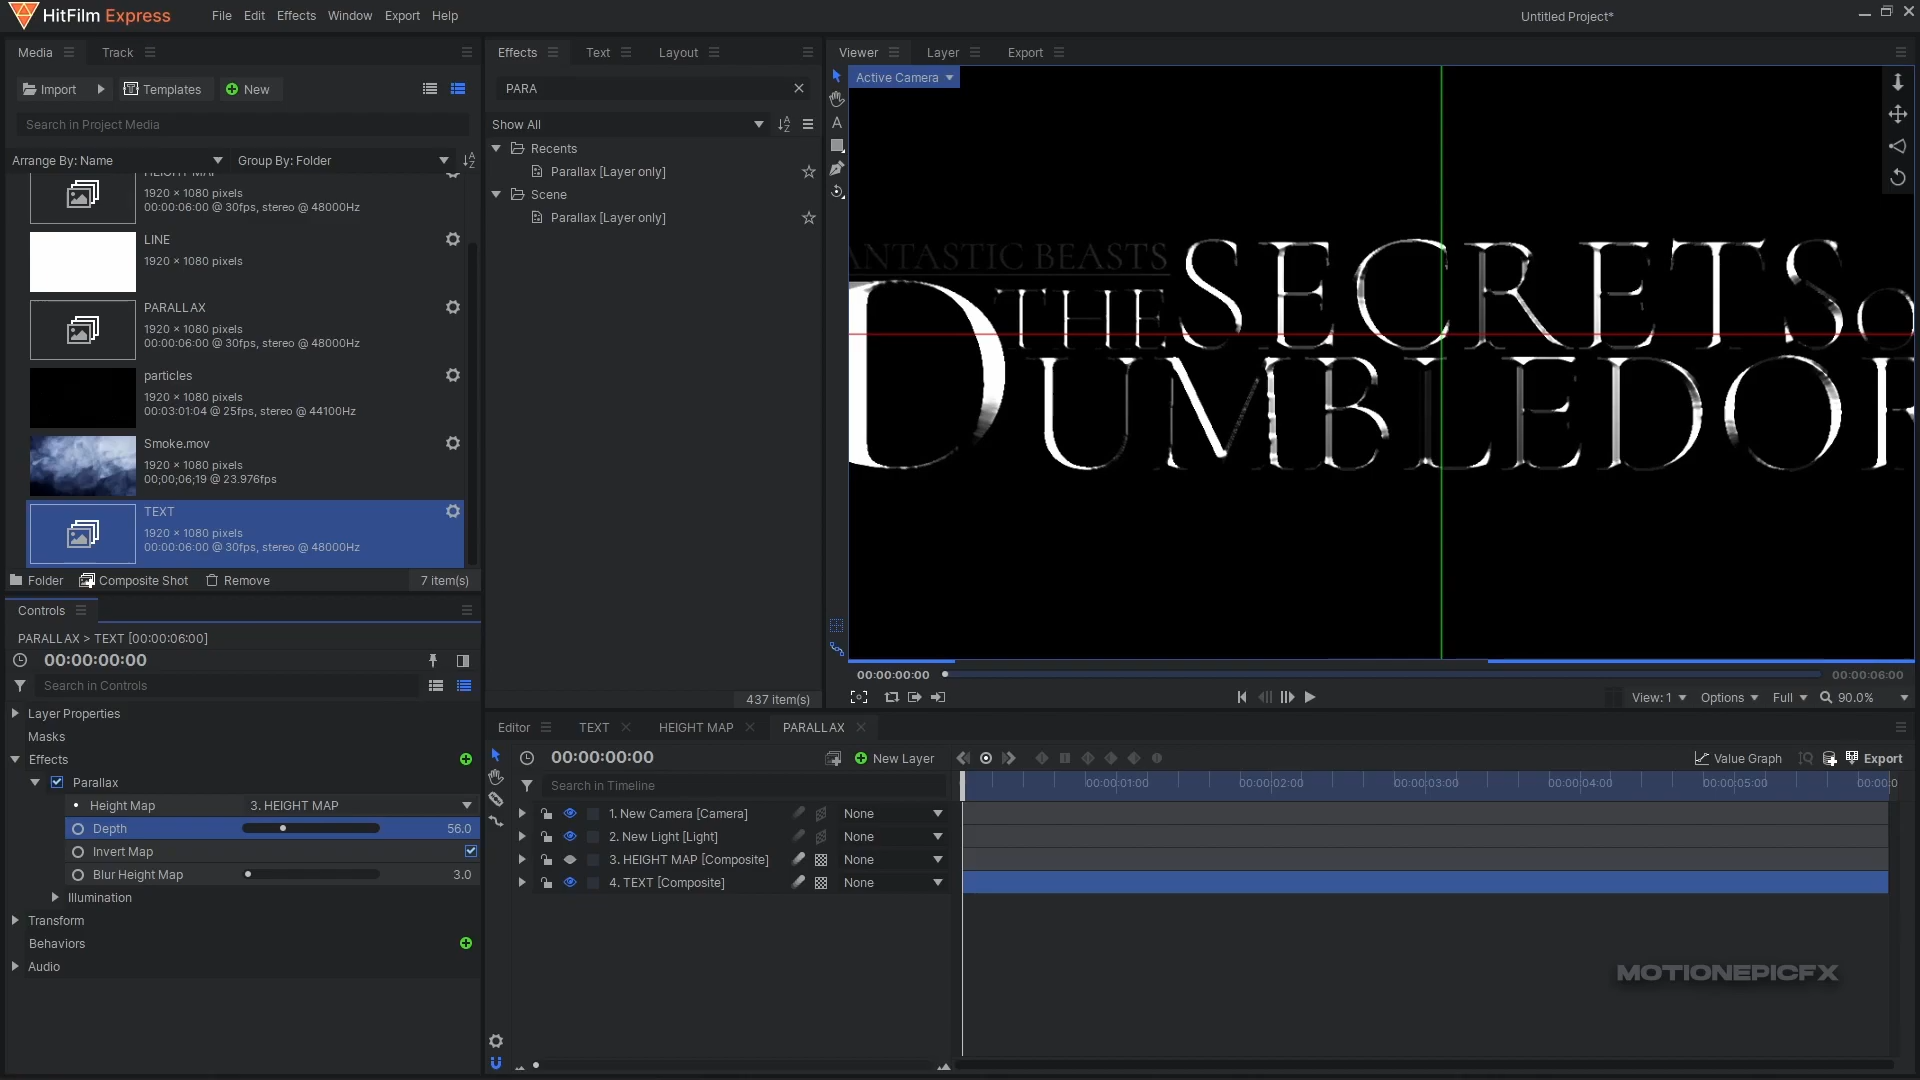 HitFilm Express
File Edit Effects Window Export Help
Untitled Project*
Media Track
Import Templates New
Search in Project Media
Arrange By: Name Group By: Folder
HEIGHT MAP
1920 × 1080 pixels
00:00:06:00 @ 30fps, stereo @ 48000Hz
LINE
1920 × 1080 pixels
PARALLAX
1920 × 1080 pixels
00:00:06:00 @ 30fps, stereo @ 48000Hz
particles
1920 × 1080 pixels
00:03:01:04 @ 25fps, stereo @ 44100Hz
Smoke.mov
1920 × 1080 pixels
00;00;06;19 @ 23.976fps
TEXT
1920 × 1080 pixels
00:00:06:00 @ 30fps, stereo @ 48000Hz
Folder Composite Shot Remove 7 item(s)
Effects Text Layout
PARA
Show All
Recents
Parallax [Layer only]
Scene
Parallax [Layer only]
437 item(s)
Viewer Layer Export
Active Camera
A
ANTASTIC BEASTS
THE SECRETS O
DUMBLEDOR
00:00:00:00 00:00:06:00
View: 1 Options Full 90.0%
Controls
PARALLAX > TEXT [00:00:06:00]
00:00:00:00
Search in Controls
Layer Properties
Masks
Effects
Parallax
Height Map 3. HEIGHT MAP
Depth 56.0
Invert Map
Blur Height Map 3.0
Illumination
Transform
Behaviors
Audio
Editor TEXT HEIGHT MAP PARALLAX
00:00:00:00 New Layer Value Graph Export
Search in Timeline
00:00:01:00 00:00:02:00 00:00:03:00 00:00:04:00 00:00:05:00 00:00:0
1. New Camera [Camera] None
2. New Light [Light] None
3. HEIGHT MAP [Composite] None
4. TEXT [Composite] None
MOTIONEPICFX